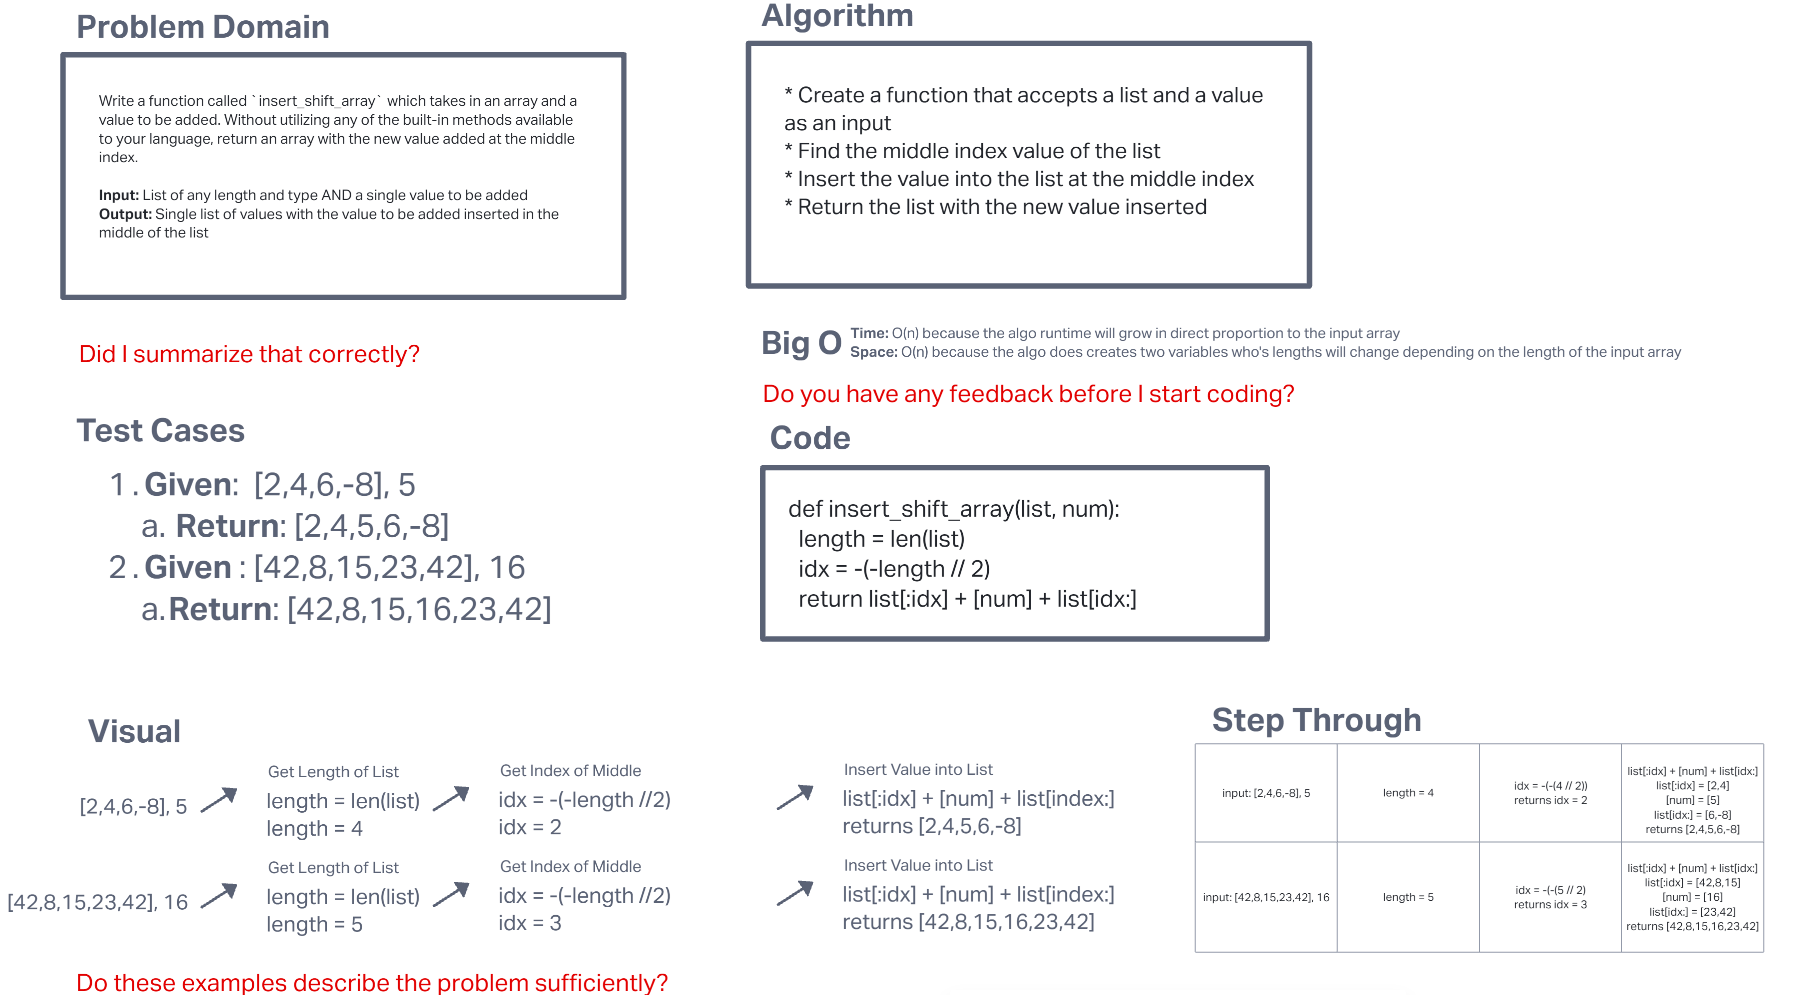 Problem Domain
Write a function called `insert_shift_array` which takes in an array and a
value to be added. Without utilizing any of the built-in methods available
to your language, return an array with the new value added at the middle
index.
Input: List of any length and type AND a single value to be added
Output: Single list of values with the value to be added inserted in the
middle of the list
Did I summarize that correctly?
Algorithm
* Create a function that accepts a list and a value
as an input
* Find the middle index value of the list
* Insert the value into the list at the middle index
* Return the list with the new value inserted
Big O
Time: O(n) because the algo runtime will grow in direct proportion to the input array
Space: O(n) because the algo does creates two variables who's lengths will change depending on the length of the input array
Do you have any feedback before I start coding?
Test Cases
1. Given: [2,4,6,-8], 5
a. Return: [2,4,5,6,-8]
2. Given : [42,8,15,23,42], 16
a. Return: [42,8,15,16,23,42]
Code
def insert_shift_array(list, num):
length = len(list)
idx = -(-length // 2)
return list[:idx] + [num] + list[idx:]
Visual
[2,4,6,-8], 5
Get Length of List
length = len(list)
length = 4
Get Index of Middle
idx = -(-length //2)
idx = 2
Insert Value into List
list[:idx] + [num] + list[index:]
returns [2,4,5,6,-8]
[42,8,15,23,42], 16
Get Length of List
length = len(list)
length = 5
Get Index of Middle
idx = -(-length //2)
idx = 3
Insert Value into List
list[:idx] + [num] + list[index:]
returns [42,8,15,16,23,42]
Do these examples describe the problem sufficiently?
Step Through
input: [2,4,6,-8], 5
length = 4
idx = -(-(4 // 2))
returns idx = 2
list[:idx] + [num] + list[idx:]
list[:idx] = [2,4]
[num] = [5]
list[idx:] = [6,-8]
returns [2,4,5,6,-8]
input: [42,8,15,23,42], 16
length = 5
idx = -(-(5 // 2)
returns idx = 3
list[:idx] + [num] + list[idx:]
list[:idx] = [42,8,15]
[num] = [16]
list[idx:] = [23,42]
returns [42,8,15,16,23,42]